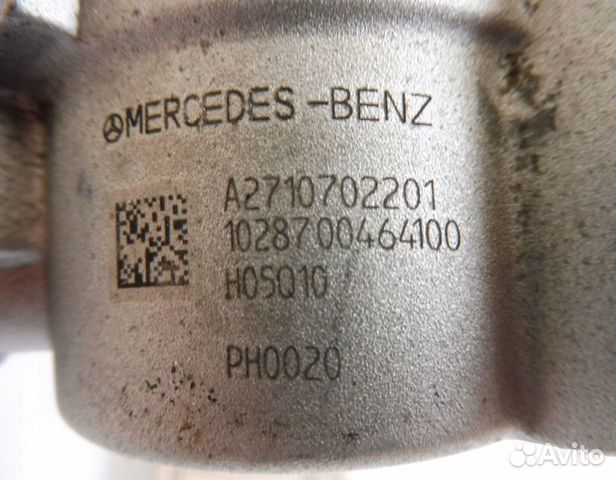 MERCEDES-BENZ
A2710702201
1028700464100
H05Q10
PH0020
Avito